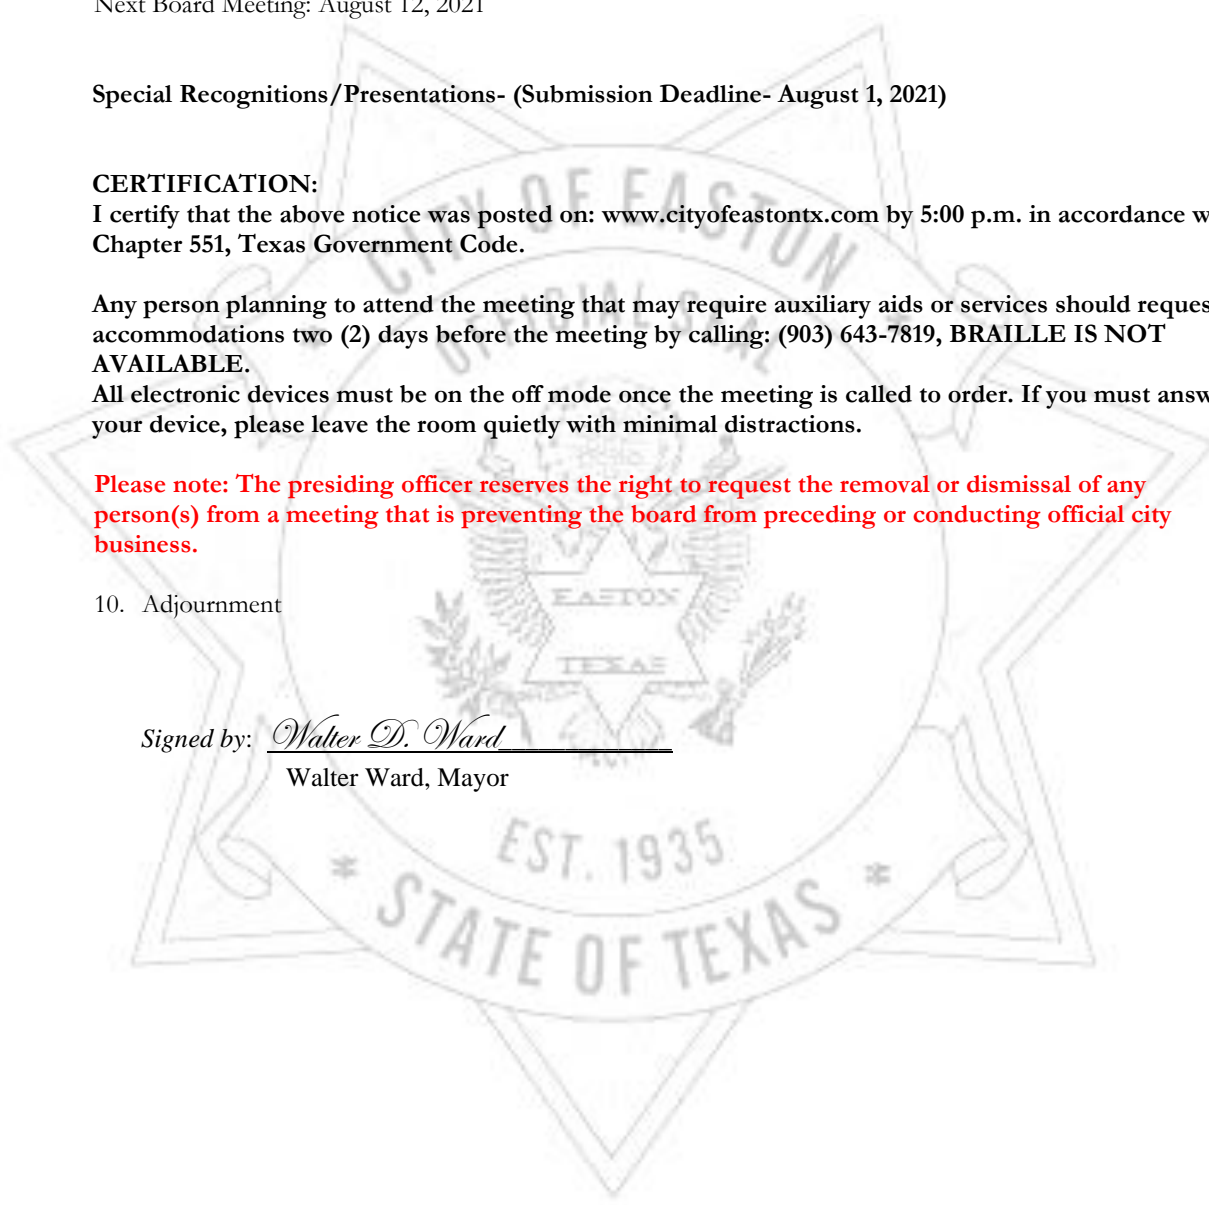 Next Board Meeting: August 12, 2021
Special Recognitions/Presentations- (Submission Deadline- August 1, 2021)
CERTIFICATION:
I certify that the above notice was posted on: www.cityofeastontx.com by 5:00 p.m. in accordance w
Chapter 551, Texas Government Code.
Any person planning to attend the meeting that may require auxiliary aids or services should reques
accommodations two (2) days before the meeting by calling: (903) 643-7819, BRAILLE IS NOT
AVAILABLE.
All electronic devices must be on the off mode once the meeting is called to order. If you must answ
your device, please leave the room quietly with minimal distractions.
Please note: The presiding officer reserves the right to request the removal or dismissal of any
person(s) from a meeting that is preventing the board from preceding or conducting official city
business.
10. Adjournment
Signed by: Walter D. Ward
Walter Ward, Mayor
CITY OF EASTON
OFFICIAL SEAL
EASTON
TEXAS
EST. 1935
STATE OF TEXAS